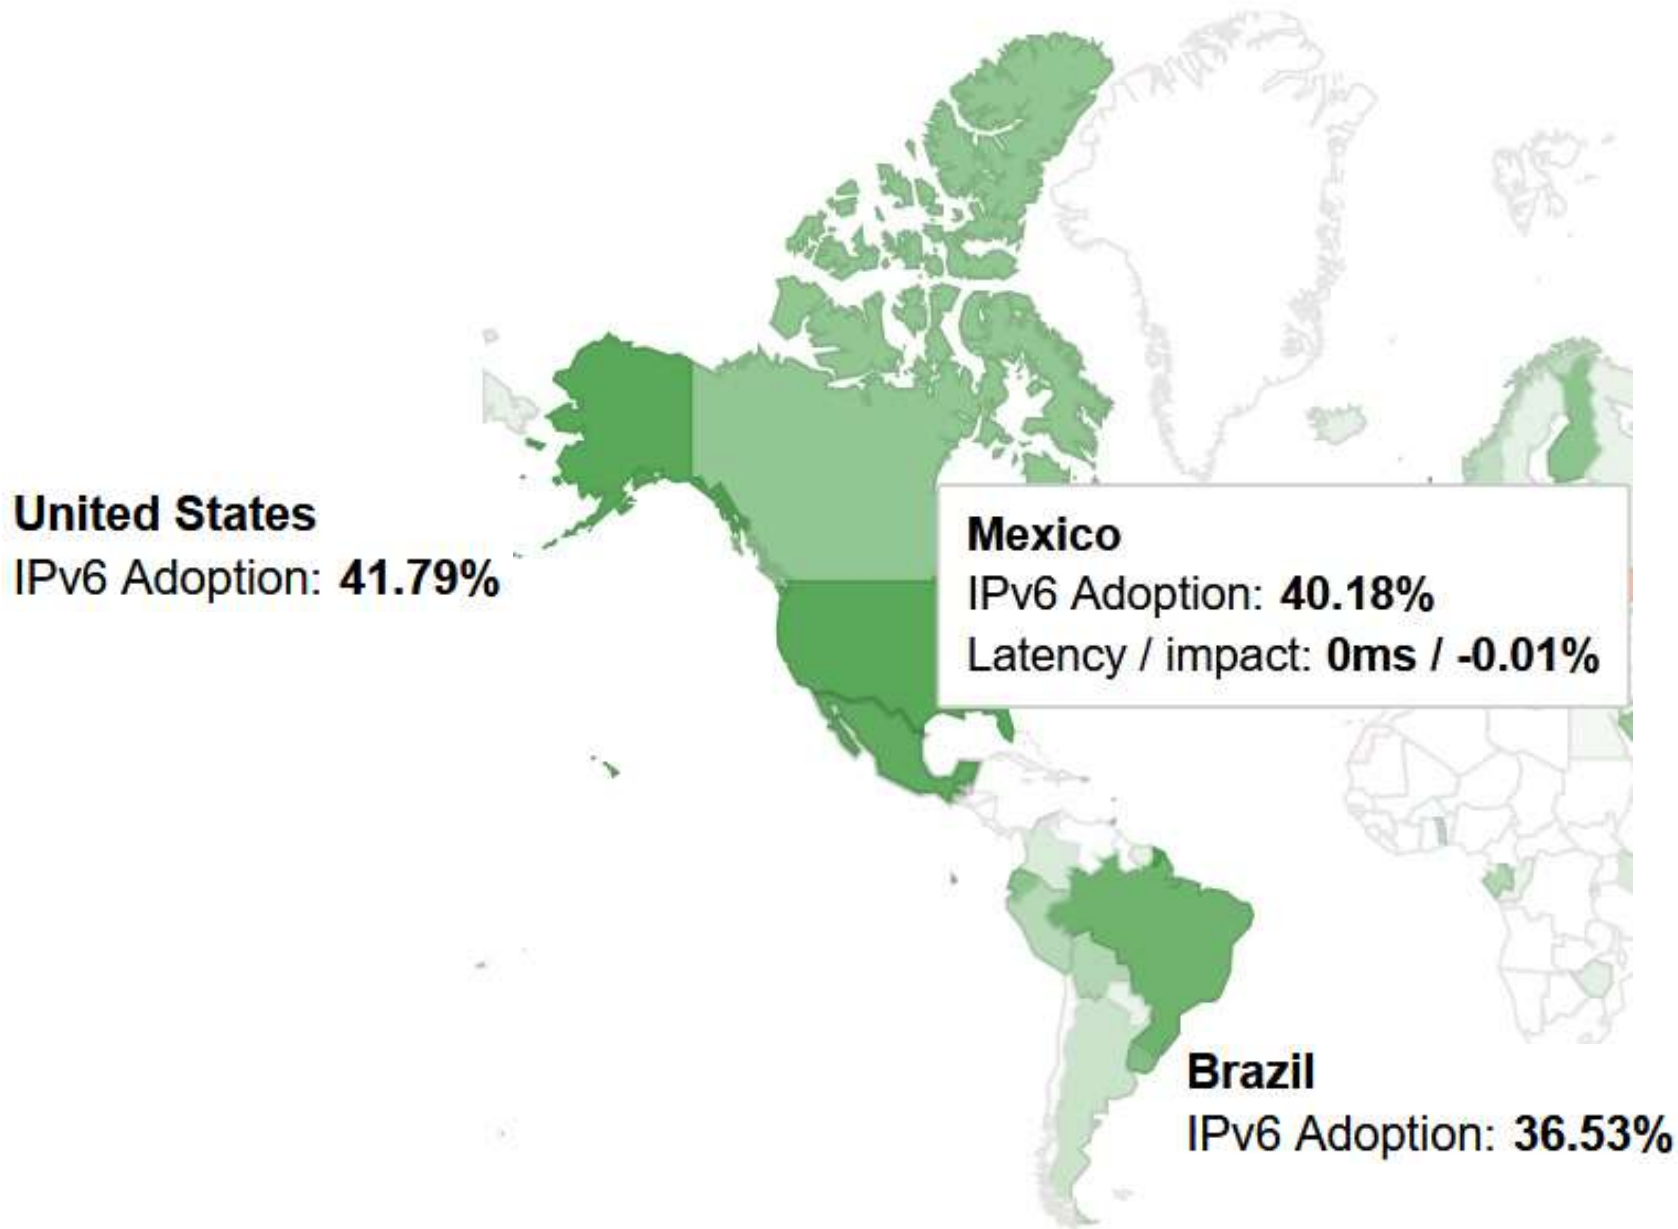 United States
IPv6 Adoption: 41.79%
Mexico
IPv6 Adoption: 40.18%
Latency / impact: 0ms / -0.01%
Brazil
IPv6 Adoption: 36.53%